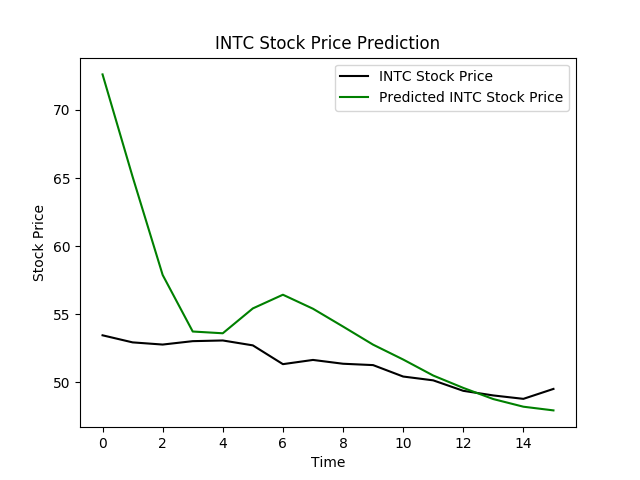 INTC Stock Price Prediction
INTC Stock Price
Predicted INTC Stock Price
Stock Price
70
65
60
55
50
0 2 4 6 8 10 12 14
Time